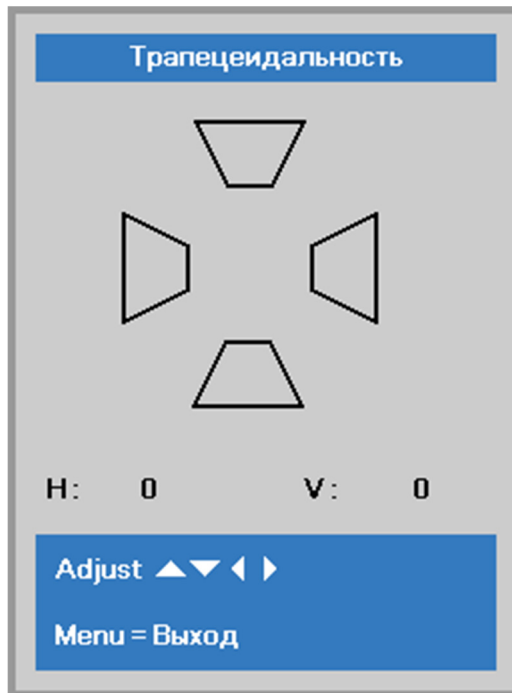 Трапецеидальность
H: 0 V: 0
Adjust ▲▼◀▶
Menu = Выход